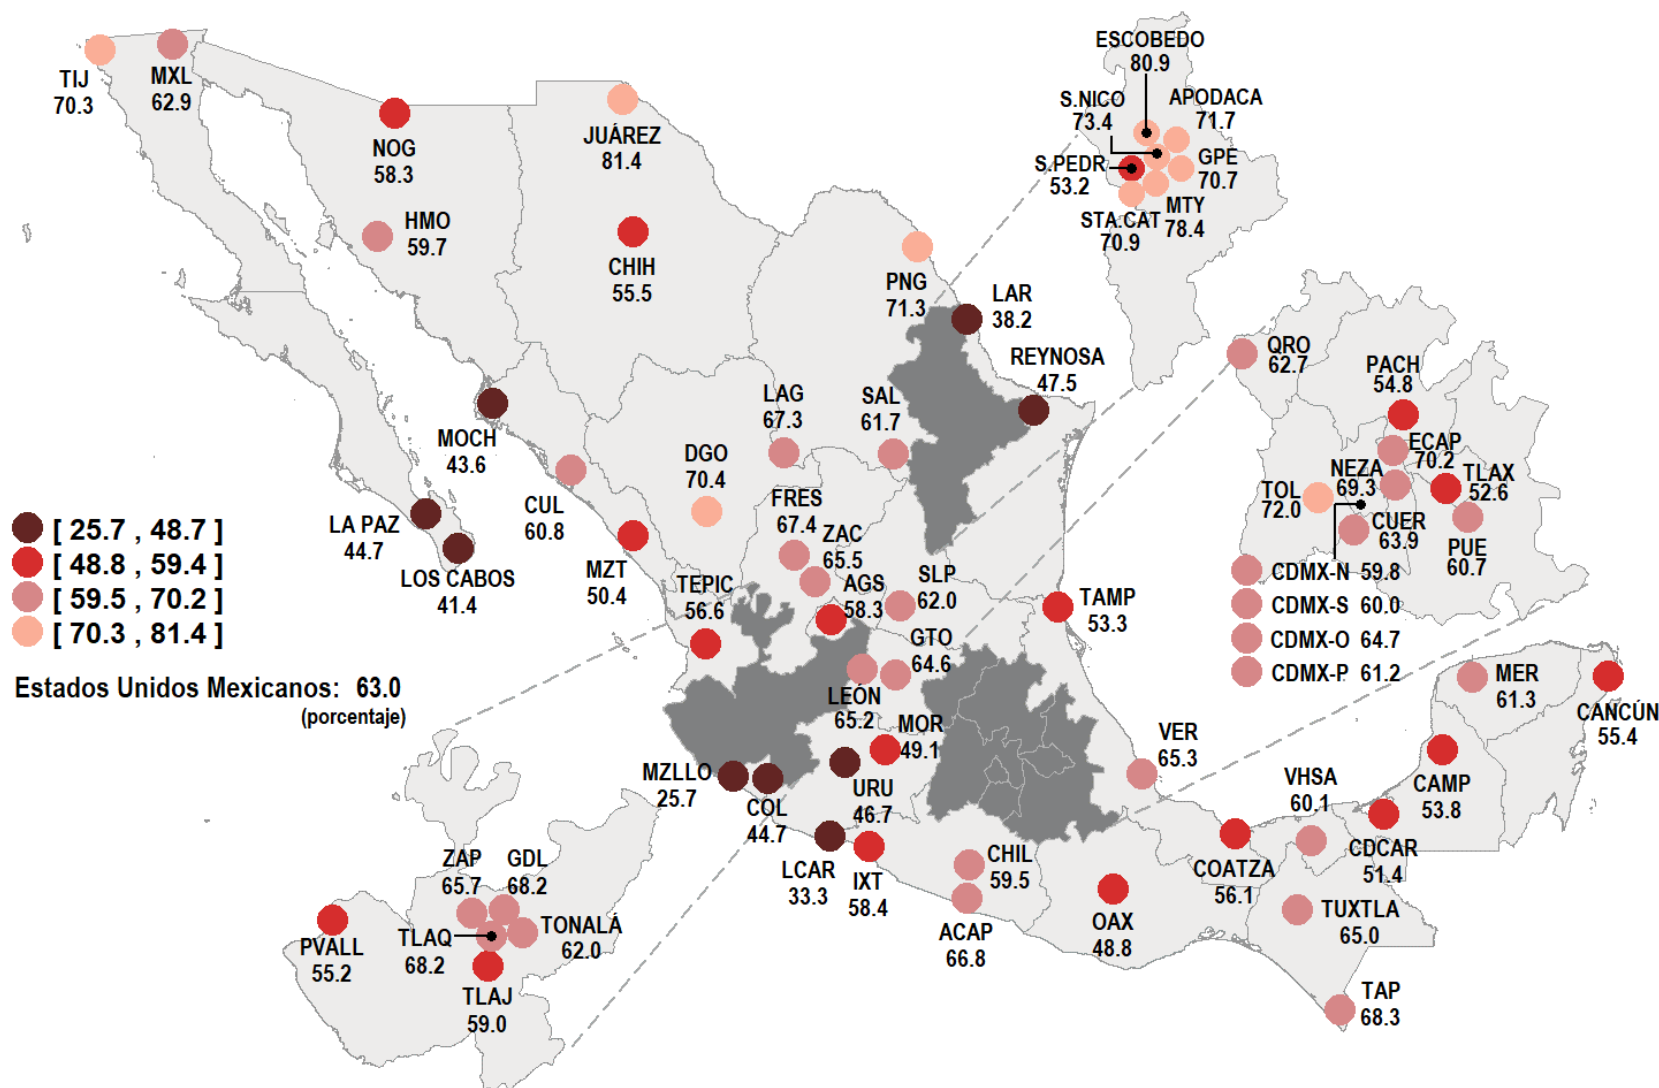 ESCOBEDO
80.9
S.NICO
73.4
APODACA
71.7
S.PEDR
53.2
GPE
70.7
STA.CAT
70.9
MTY
78.4
TIJ
70.3
MXL
62.9
NOG
58.3
JUÁREZ
81.4
HMO
59.7
CHIH
55.5
PNG
71.3
LAR
38.2
REYNOSA
47.5
QRO
62.7
PACH
54.8
ECAP
70.2
NEZA
69.3
TLAX
52.6
TOL
72.0
CUER
63.9
PUE
60.7
CDMX-N 59.8
CDMX-S 60.0
CDMX-O 64.7
CDMX-P 61.2
LAG
67.3
SAL
61.7
MOCH
43.6
DGO
70.4
CUL
60.8
FRES
67.4
ZAC
65.5
LA PAZ
44.7
LOS CABOS
41.4
MZT
50.4
TEPIC
56.6
AGS
58.3
SLP
62.0
TAMP
53.3
GTO
64.6
LEÓN
65.2
MOR
49.1
[ 25.7 , 48.7 ]
[ 48.8 , 59.4 ]
[ 59.5 , 70.2 ]
[ 70.3 , 81.4 ]
Estados Unidos Mexicanos: 63.0
(porcentaje)
MER
61.3
CANCÚN
55.4
VER
65.3
VHSA
60.1
CAMP
53.8
MZLLO
25.7
COL
44.7
URU
46.7
LCAR
33.3
IXT
58.4
CHIL
59.5
ACAP
66.8
OAX
48.8
COATZA
56.1
CDCAR
51.4
TUXTLA
65.0
TAP
68.3
ZAP
65.7
GDL
68.2
TLAQ
68.2
TONALÁ
62.0
PVALL
55.2
TLAJ
59.0